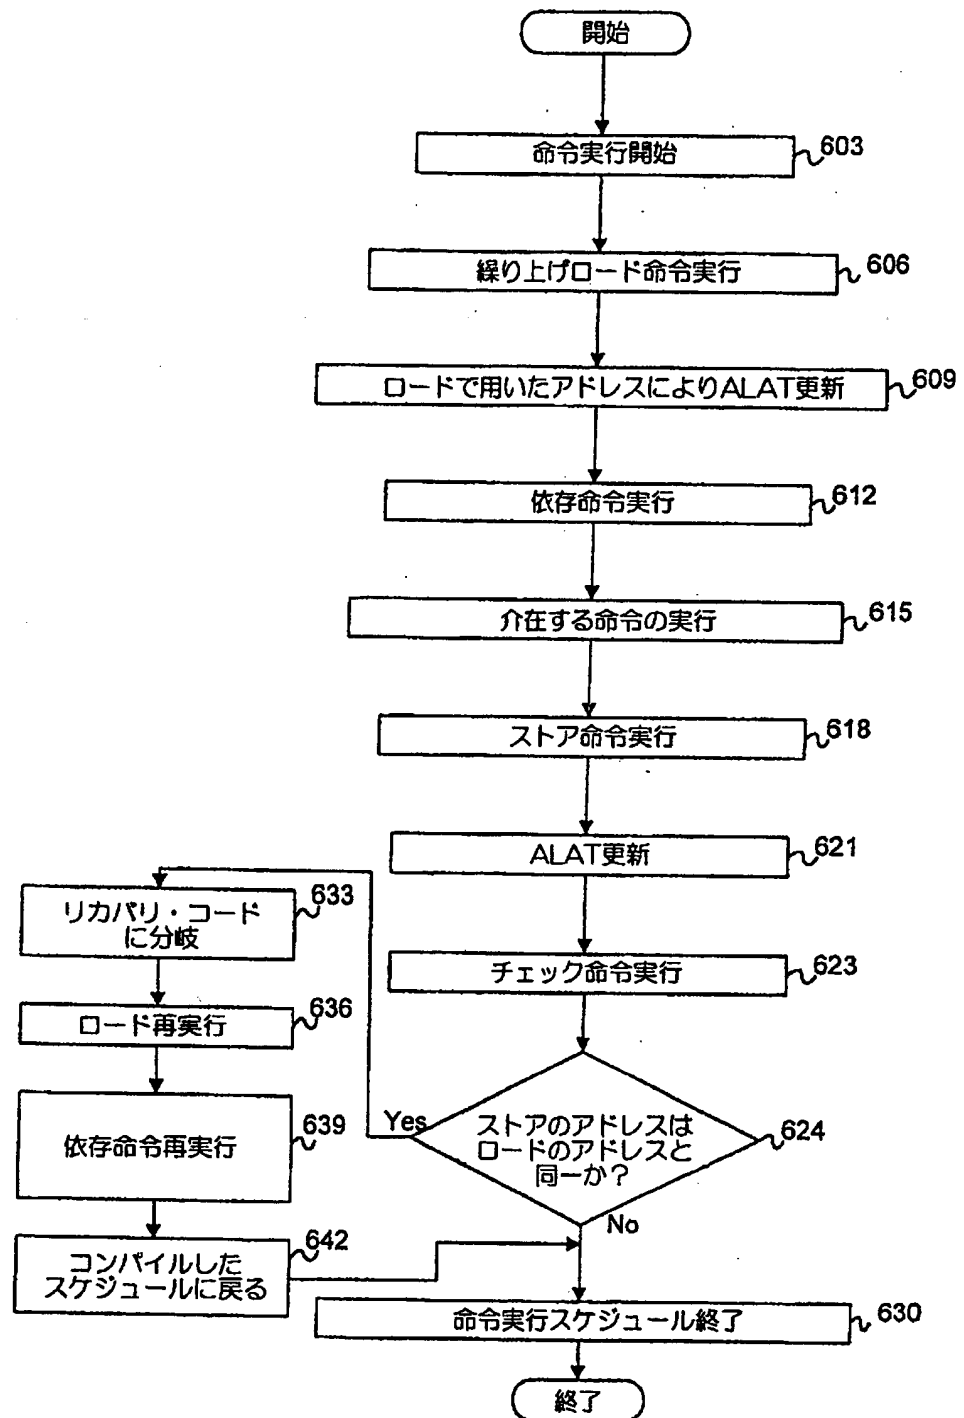 開始
命令実行開始
603
繰り上げロード命令実行
606
ロードで用いたアドレスによりALAT更新
609
依存命令実行
612
介在する命令の実行
615
ストア命令実行
618
ALAT更新
621
チェック命令実行
623
ストアのアドレスは
ロードのアドレスと
同一か？
624
Yes
No
リカバリ・コード
に分岐
633
ロード再実行
636
依存命令再実行
639
コンパイルした
スケジュールに戻る
642
命令実行スケジュール終了
630
終了